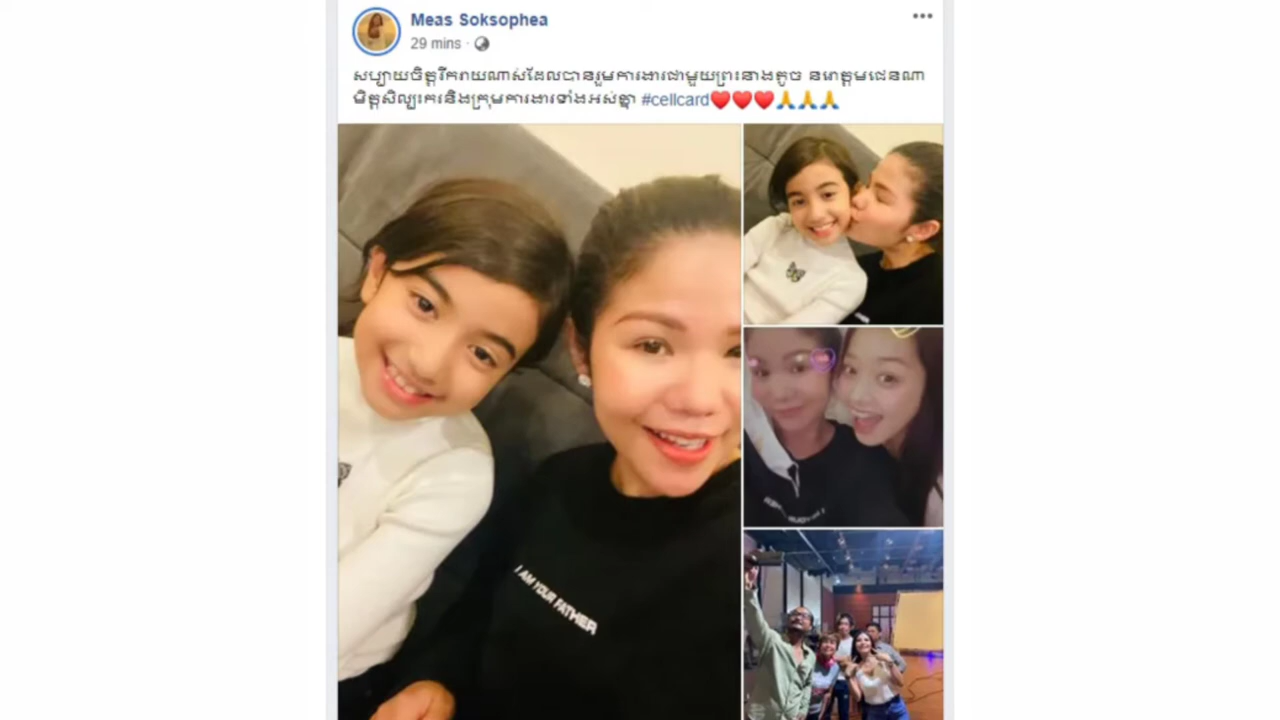 Meas Soksophea
29 mins ·
សប្បាយចិត្តរីករាយណាស់ដែលបានរួមការងារជាមួយព្រះនាងតូច នរោត្តមជេនណា
មិត្តសិល្បះករនិងក្រុមការងារទាំងអស់គ្នា #cellcard❤️❤️❤️🙏🙏🙏
I AM YOUR FATHER